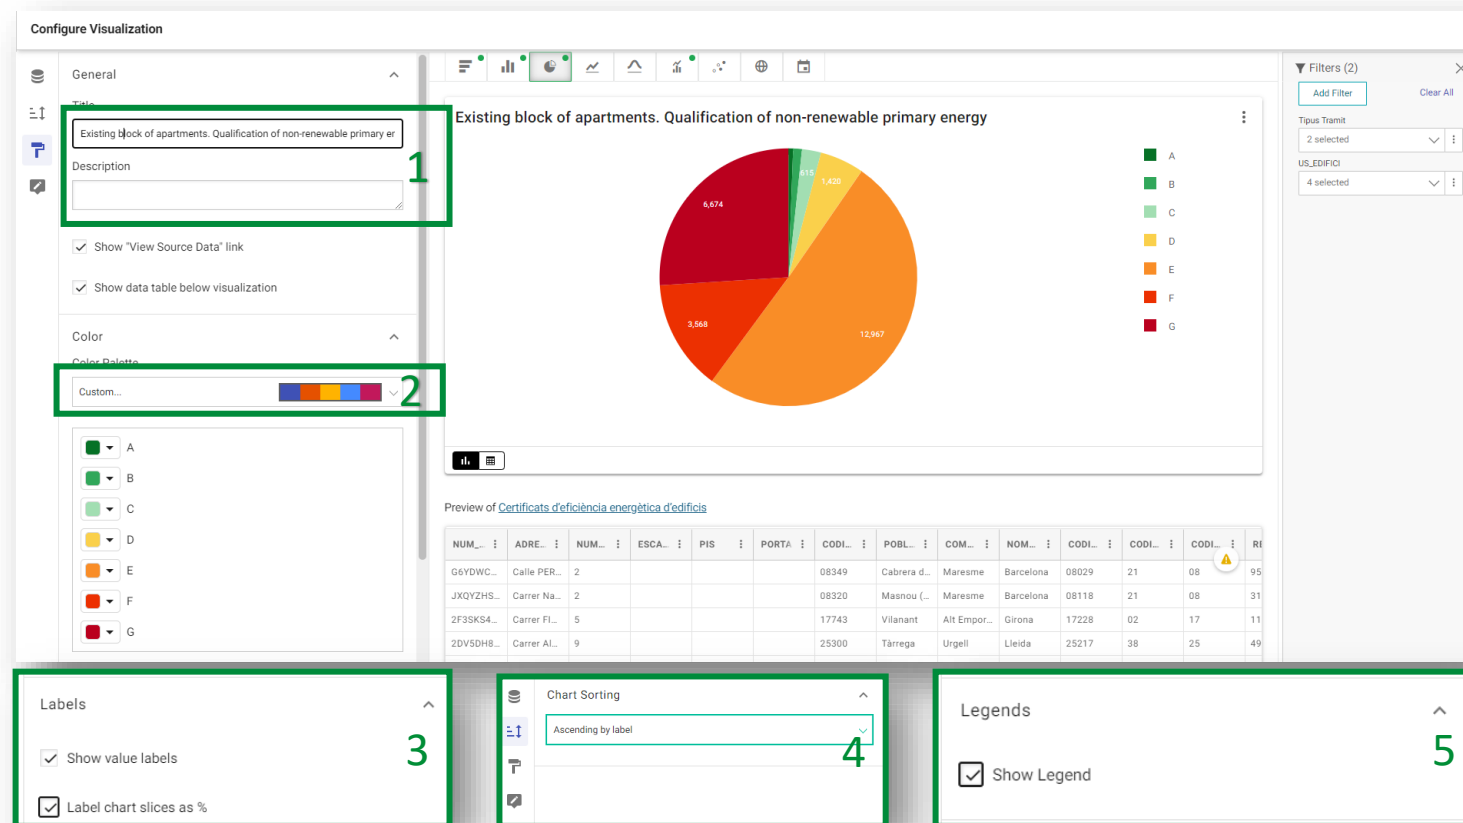 Configure Visualization
General
Title
Existing block of apartments. Qualification of non-renewable primary er
1
Description
Show "View Source Data" link
Show data table below visualization
Color
Color Palette
Custom...
2
A
B
C
D
E
F
G
Existing block of apartments. Qualification of non-renewable primary energy
615
1,420
6,674
3,568
12,967
A
B
C
D
E
F
G
Filters (2)
Add Filter
Clear All
Tipus Tramit
2 selected
US_EDIFICI
4 selected
Preview of Certificats d'eficiència energètica d'edificis
NUM_... ADRE... NUM... ESCA... PIS PORTA CODI... POBL... COM... NOM... CODI... CODI... CODI... RE
G6YDWC... Calle PER... 2 08349 Cabrera d... Maresme Barcelona 08029 21 08 95
JXQYZHS... Carrer Na... 2 08320 Masnou (... Maresme Barcelona 08118 21 08 31
2F3SKS4... Carrer Fl... 5 17743 Vilanant Alt Empor... Girona 17228 02 17 11
2DV5DH8... Carrer Al... 9 25300 Tàrrega Urgell Lleida 25217 38 25 49
Labels
Show value labels
3
Label chart slices as %
Chart Sorting
Ascending by label
4
Legends
Show Legend
5